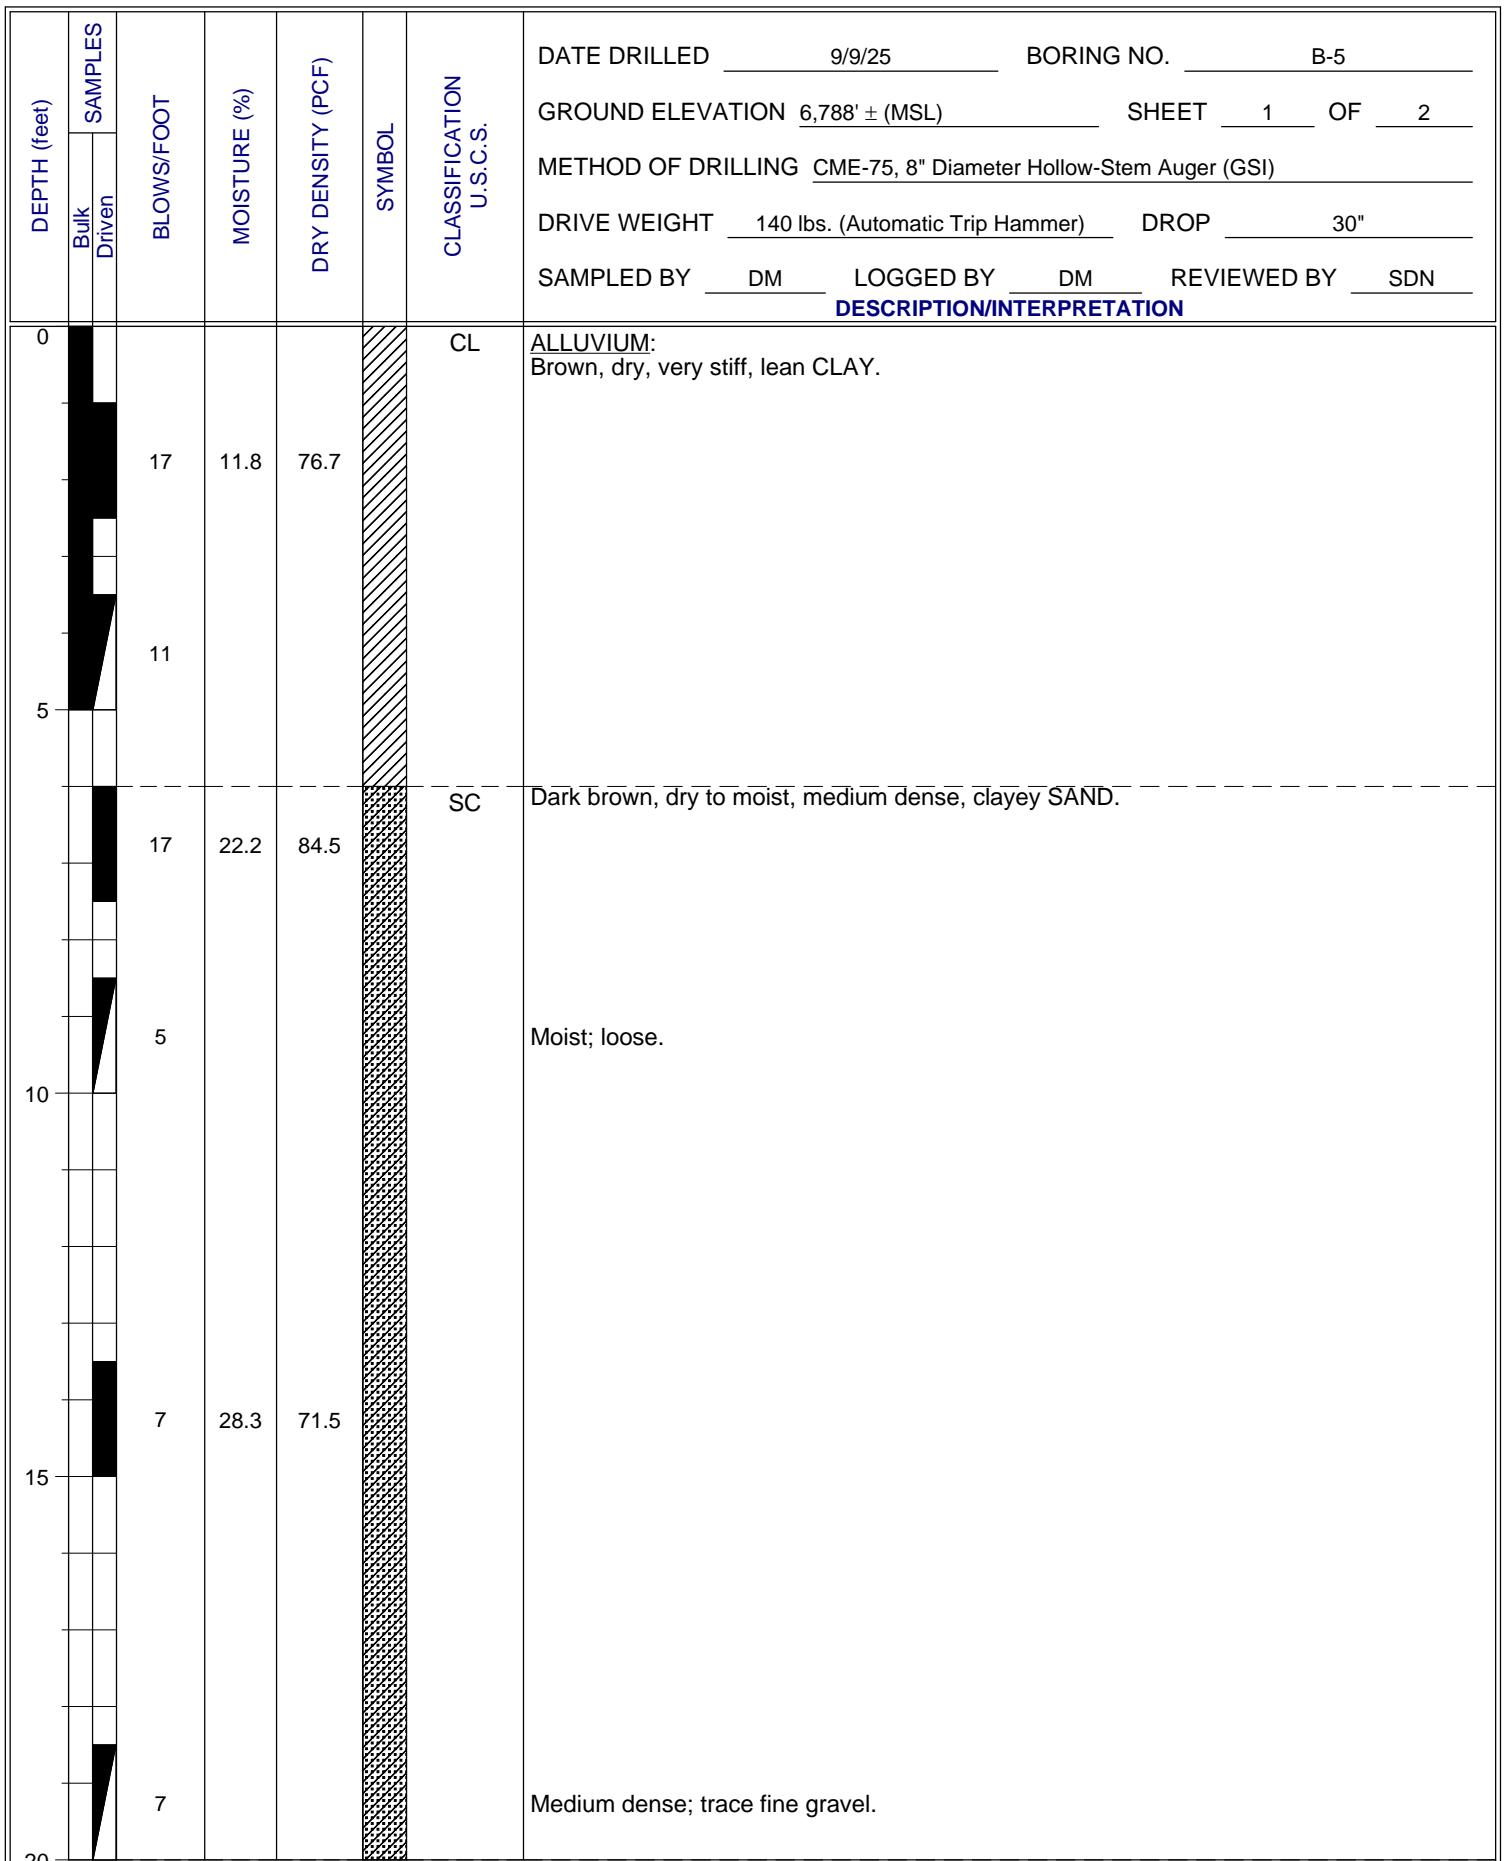 DEPTH (feet)
SAMPLES
Bulk
Driven
BLOWS/FOOT
MOISTURE (%)
DRY DENSITY (PCF)
SYMBOL
CLASSIFICATION
U.S.C.S.
DATE DRILLED 9/9/25 BORING NO. B-5
GROUND ELEVATION 6,788' ± (MSL) SHEET 1 OF 2
METHOD OF DRILLING CME-75, 8" Diameter Hollow-Stem Auger (GSI)
DRIVE WEIGHT 140 lbs. (Automatic Trip Hammer) DROP 30"
SAMPLED BY DM LOGGED BY DM REVIEWED BY SDN
DESCRIPTION/INTERPRETATION
0 CL ALLUVIUM:
Brown, dry, very stiff, lean CLAY.
17 11.8 76.7
11
5
SC Dark brown, dry to moist, medium dense, clayey SAND.
17 22.2 84.5
5 Moist; loose.
10
7 28.3 71.5
15
7 Medium dense; trace fine gravel.
20